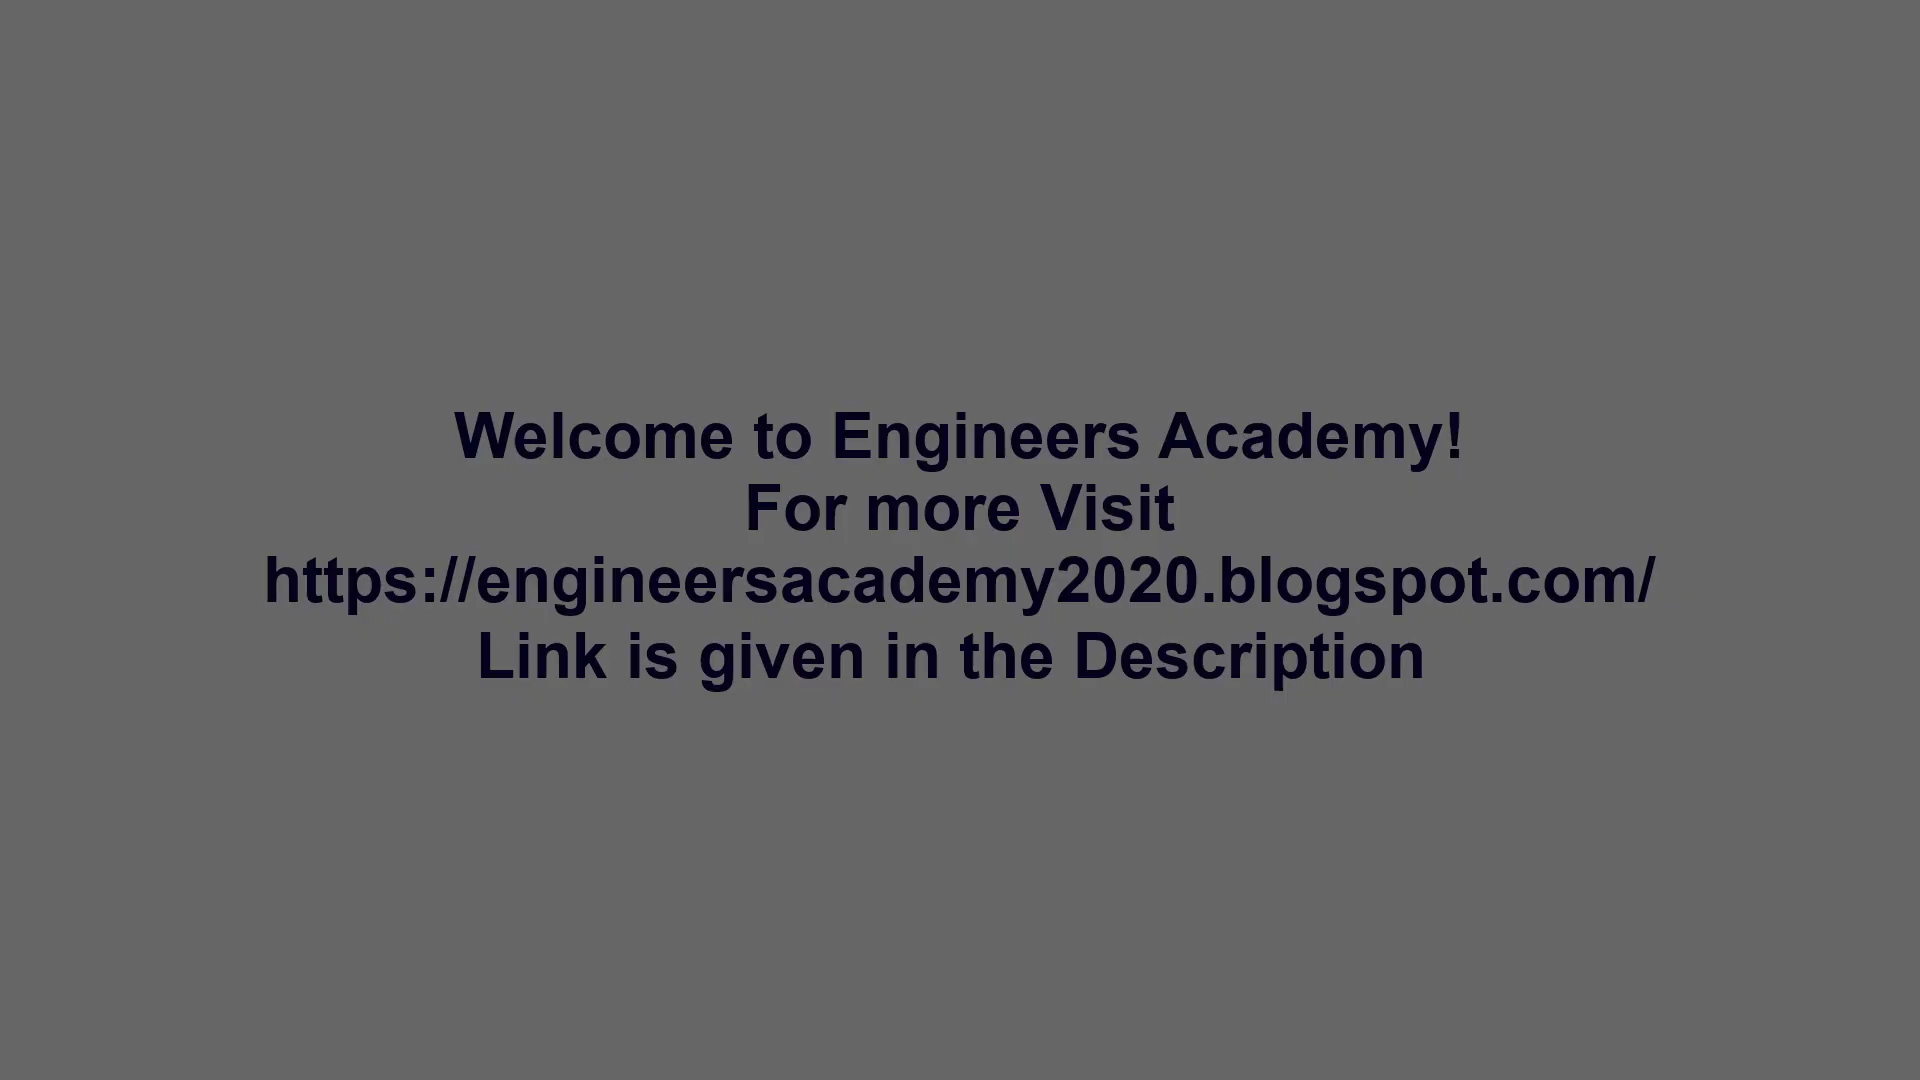 Welcome to Engineers Academy!
For more Visit
https://engineersacademy2020.blogspot.com/
Link is given in the Description